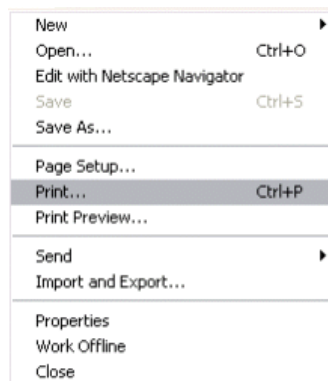 New
Open... Ctrl+O
Edit with Netscape Navigator
Save Ctrl+S
Save As...
Page Setup...
Print... Ctrl+P
Print Preview...
Send
Import and Export...
Properties
Work Offline
Close